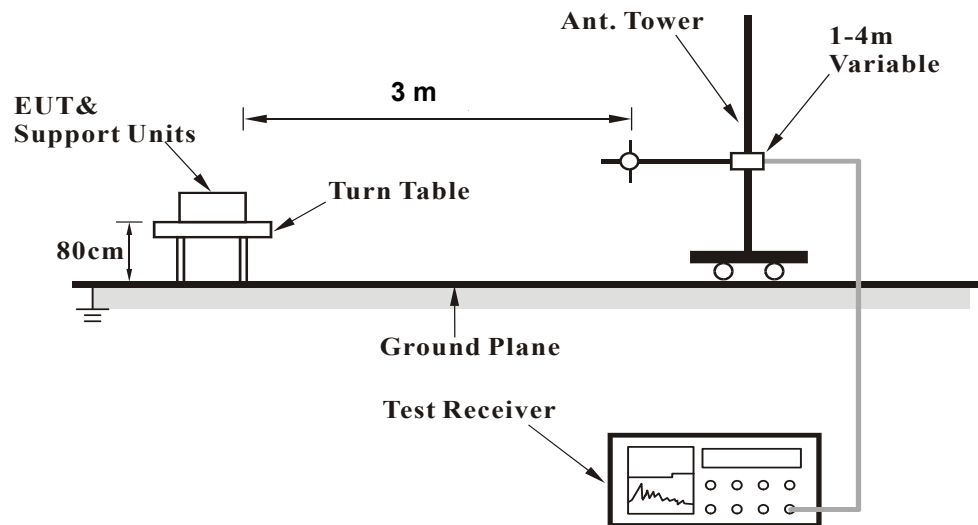 Ant. Tower
1-4m
Variable
3 m
EUT&
Support Units
Turn Table
80cm
Ground Plane
Test Receiver